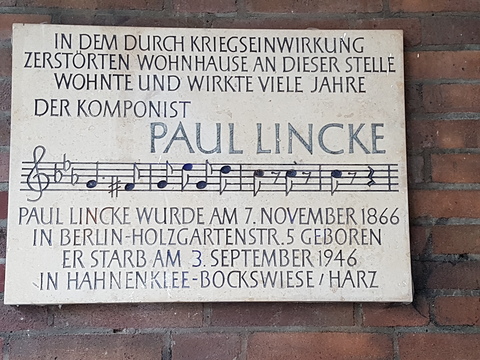 IN DEM DURCH KRIEGSEINWIRKUNG
ZERSTÖRTEN WOHNHAUSE AN DIESER STELLE
WOHNTE UND WIRKTE VIELE JAHRE
DER KOMPONIST
PAUL LINCKE
PAUL LINCKE WURDE AM 7. NOVEMBER 1866
IN BERLIN-HOLZGARTENSTR. 5 GEBOREN
ER STARB AM 3. SEPTEMBER 1946
IN HAHNENKLEE-BOCKSWIESE / HARZ